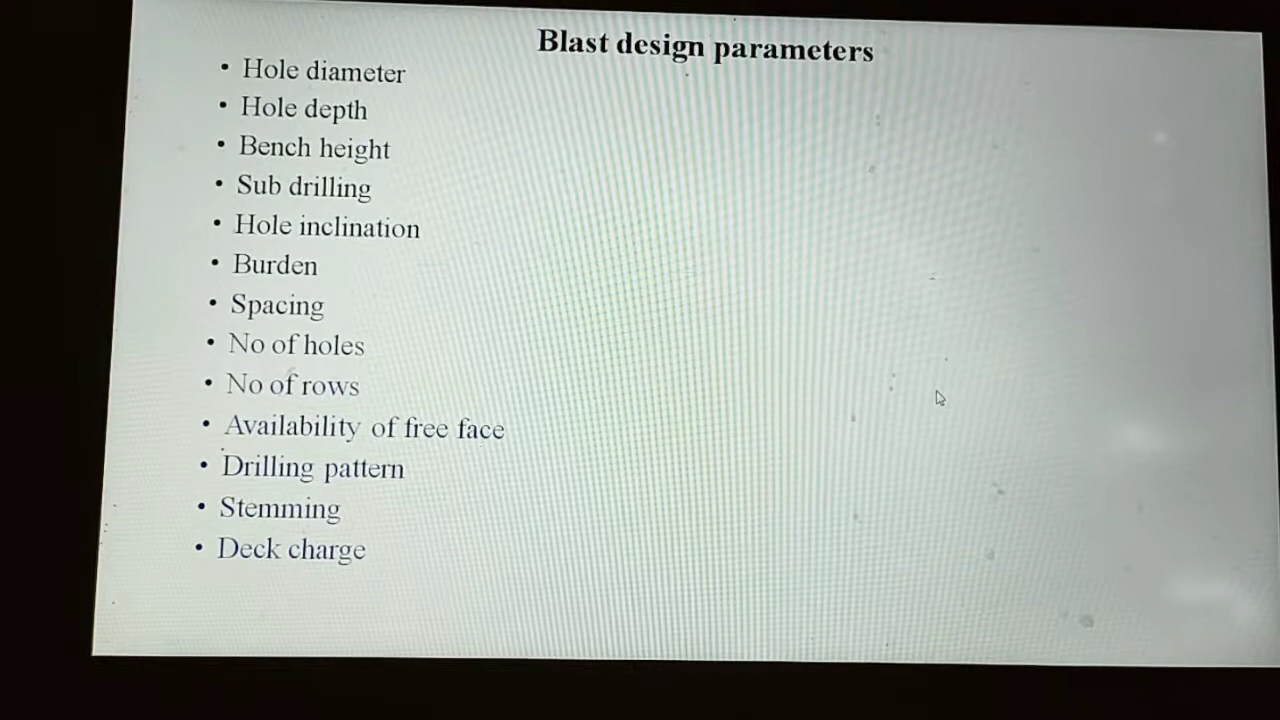 Blast design parameters
• Hole diameter
• Hole depth
• Bench height
• Sub drilling
• Hole inclination
• Burden
• Spacing
• No of holes
• No of rows
• Availability of free face
• Drilling pattern
• Stemming
• Deck charge